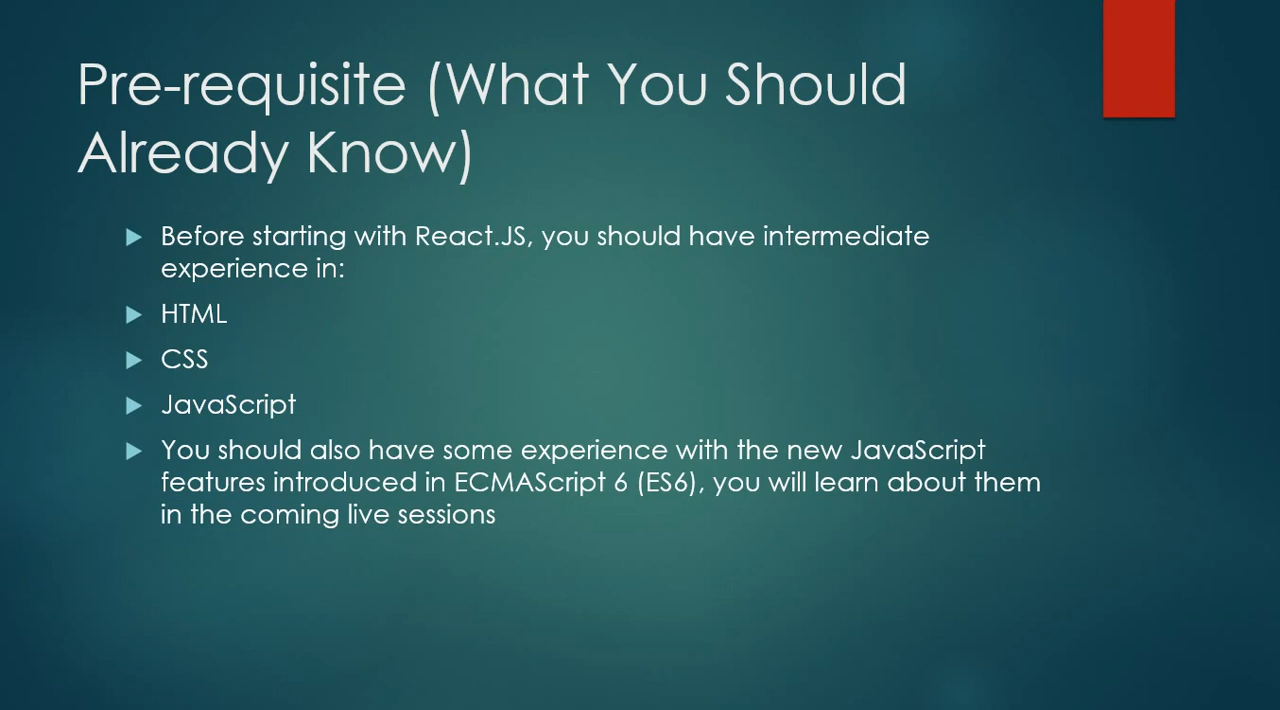 Pre-requisite (What You Should
Already Know)
Before starting with React.JS, you should have intermediate
experience in:
HTML
CSS
JavaScript
You should also have some experience with the new JavaScript
features introduced in ECMAScript 6 (ES6), you will learn about them
in the coming live sessions